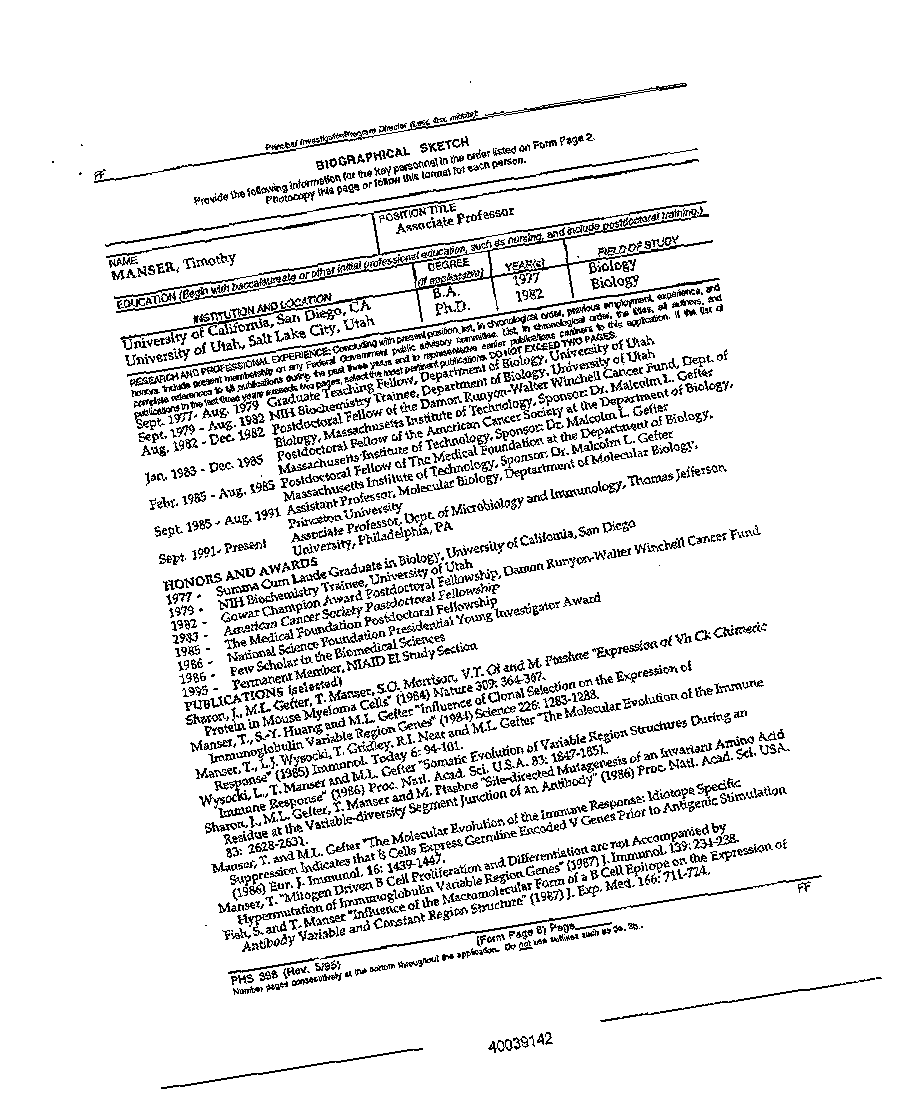 Principal Investigator/Program Director (Last, first, middle):
FF
BIOGRAPHICAL SKETCH
Provide the following information for the key personnel in the order listed on Form Page 2.
Photocopy this page or follow this format for each person.
NAME
MANSER, Timothy
POSITION TITLE
Associate Professor
EDUCATION (Begin with baccalaureate or other initial professional education, such as nursing, and include postdoctoral training.)
INSTITUTION AND LOCATION
DEGREE
(if applicable)
YEAR(s)
FIELD OF STUDY
University of California, San Diego, CA B.A. 1977 Biology
University of Utah, Salt Lake City, Utah Ph.D. 1982 Biology
RESEARCH AND PROFESSIONAL EXPERIENCE: Concluding with present position, list, in chronological order, previous employment, experience, and
honors. Include present membership on any Federal Government public advisory committee. List, in chronological order, the titles, all authors, and
complete references to all publications during the past three years and to representative earlier publications pertinent to this application. If the list of
publications in the last three years exceeds two pages, select the most pertinent publications. DO NOT EXCEED TWO PAGES.
Sept. 1977- Aug. 1979 Graduate Teaching Fellow, Department of Biology, University of Utah
Sept. 1979 - Aug. 1982 NIH Biochemistry Trainee, Department of Biology, University of Utah
Aug. 1982 - Dec. 1982 Postdoctoral Fellow of the Damon Runyon-Walter Winchell Cancer Fund, Dept. of
Biology, Massachusetts Institute of Technology, Sponsor: Dr. Malcolm L. Gefter
Jan. 1983 - Dec. 1985 Postdoctoral Fellow of the American Cancer Society at the Department of Biology,
Massachusetts Institute of Technology, Sponsor: Dr. Malcolm L. Gefter
Febr. 1985 - Aug. 1985 Postdoctoral Fellow of The Medical Foundation at the Department of Biology,
Massachusetts Institute of Technology, Sponsor: Dr. Malcolm L. Gefter
Sept. 1985 - Aug. 1991 Assistant Professor, Molecular Biology, Deptartment of Molecular Biology,
Princeton University
Sept. 1991- Present Associate Professor, Dept. of Microbiology and Immunology, Thomas Jefferson
University, Philadelphia, PA
HONORS AND AWARDS
1977 - Summa Cum Laude Graduate in Biology, University of California, San Diego
1979 - NIH Biochemistry Trainee, University of Utah
1982 - Gowar Champion Award Postdoctoral Fellowship, Damon Runyon-Walter Winchell Cancer Fund
1983 - American Cancer Society Postdoctoral Fellowship
1985 - The Medical Foundation Postdoctoral Fellowship
1986 - National Science Foundation Presidential Young Investigator Award
1986 - Pew Scholar in the Biomedical Sciences
1995 - Permanent Member, NIAID EI Study Section
PUBLICATIONS (selected)
Sharon, J., M.L. Gefter, T. Manser, S.O. Morrison, V.T. Oi and M. Ptashne "Expression of Vh Ck Chimeric
Protein in Mouse Myeloma Cells" (1984) Nature 309: 364-367.
Manser, T., S.-Y. Huang and M.L. Gefter "Influence of Clonal Selection on the Expression of
Immunoglobulin Variable Region Genes" (1984) Science 226: 1283-1288.
Manser, T., L.J. Wysocki, T. Gridley, R.I. Near and M.L. Gefter "The Molecular Evolution of the Immune
Response" (1985) Immunol. Today 6: 94-101.
Wysocki, L., T. Manser and M.L. Gefter "Somatic Evolution of Variable Region Structures During an
Immune Response" (1986) Proc. Natl. Acad. Sci. U.S.A. 83: 1847-1851.
Sharon, J., M.L. Gefter, T. Manser and M. Ptashne "Site-directed Mutagenesis of an Invariant Amino Acid
Residue at the Variable-diversity Segment Junction of an Antibody" (1986) Proc. Natl. Acad. Sci. USA.
83: 2628-2631.
Manser, T. and M.L. Gefter "The Molecular Evolution of the Immune Response: Idiotope Specific
Suppression Indicates that B Cells Express Germline Encoded V Genes Prior to Antigenic Stimulation
(1986) Eur. J. Immunol. 16: 1439-1447.
Manser, T. "Mitogen Driven B Cell Proliferation and Differentiation are not Accompanied by
Hypermutation of Immunoglobulin Variable Region Genes" (1987) J. Immunol. 139: 234-238.
Fish, S. and T. Manser "Influence of the Macromolecular Form of a B Cell Epitope on the Expression of
Antibody Variable and Constant Region Structure" (1987) J. Exp. Med. 166: 711-724.
FF
PHS 398 (Rev. 5/95) (Form Page 6) Page
Number pages consecutively at the bottom throughout the application. Do not use suffixes such as 3a, 3b.
40039142